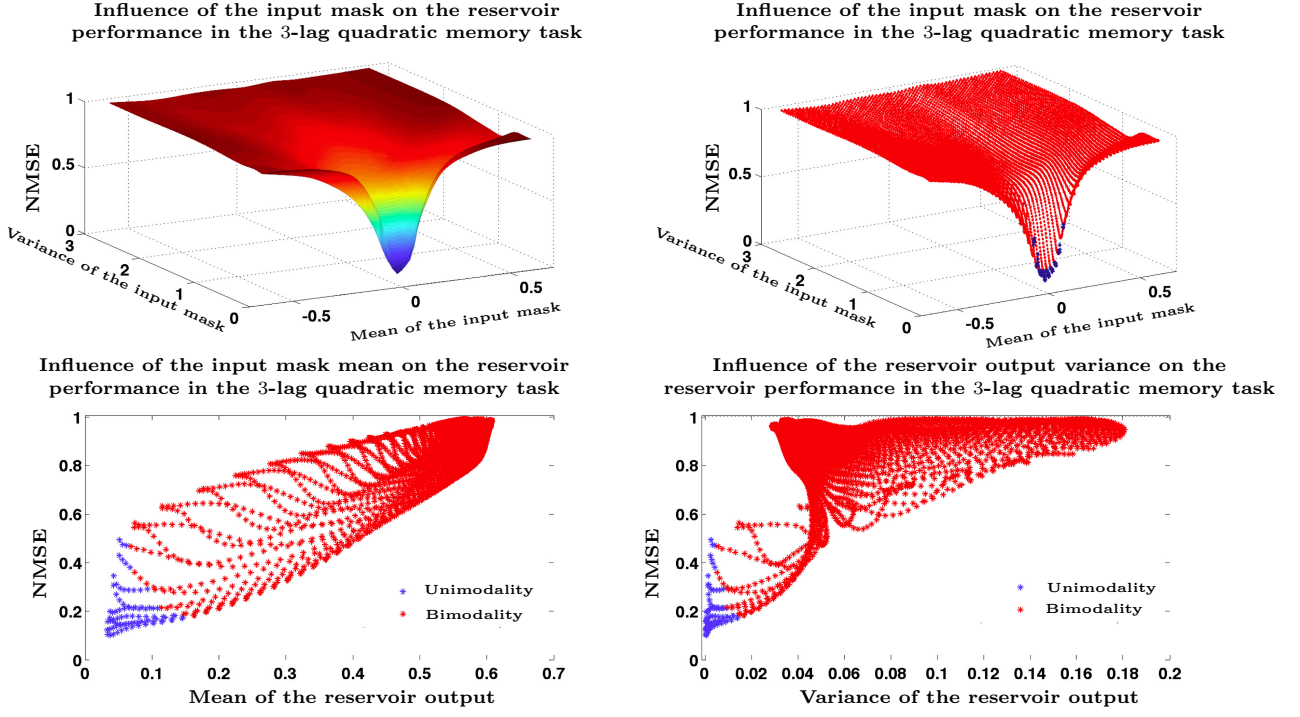 Influence of the input mask on the reservoir
performance in the 3-lag quadratic memory task
1
0.5
0
NMSE
3
2
1
0
Variance of the input mask
-0.5
0
0.5
Mean of the input mask
Influence of the input mask on the reservoir
performance in the 3-lag quadratic memory task
1
0.5
0
NMSE
3
2
1
0
Variance of the input mask
-0.5
0
0.5
Mean of the input mask
Influence of the input mask mean on the reservoir
performance in the 3-lag quadratic memory task
1
0.8
0.6
0.4
0.2
0
NMSE
Unimodality
Bimodality
0 0.1 0.2 0.3 0.4 0.5 0.6 0.7
Mean of the reservoir output
Influence of the reservoir output variance on the
reservoir performance in the 3-lag quadratic memory task
1
0.8
0.6
0.4
0.2
0
NMSE
Unimodality
Bimodality
0 0.02 0.04 0.06 0.08 0.1 0.12 0.14 0.16 0.18 0.2
Variance of the reservoir output